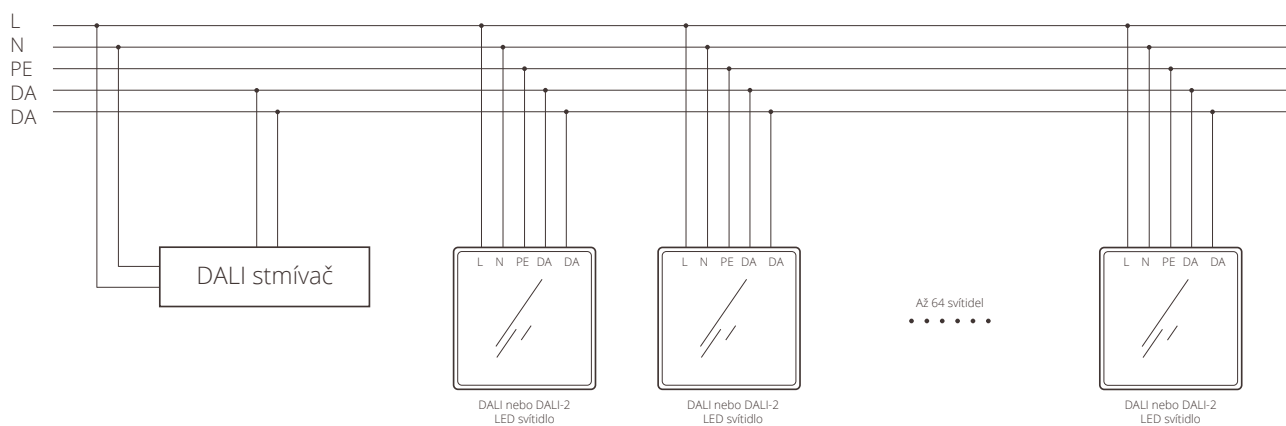 L
N
PE
DA
DA
DALI stmívač
L N PE DA DA
L N PE DA DA
L N PE DA DA
Až 64 svítidel
DALI nebo DALI-2
LED svítidlo
DALI nebo DALI-2
LED svítidlo
DALI nebo DALI-2
LED svítidlo